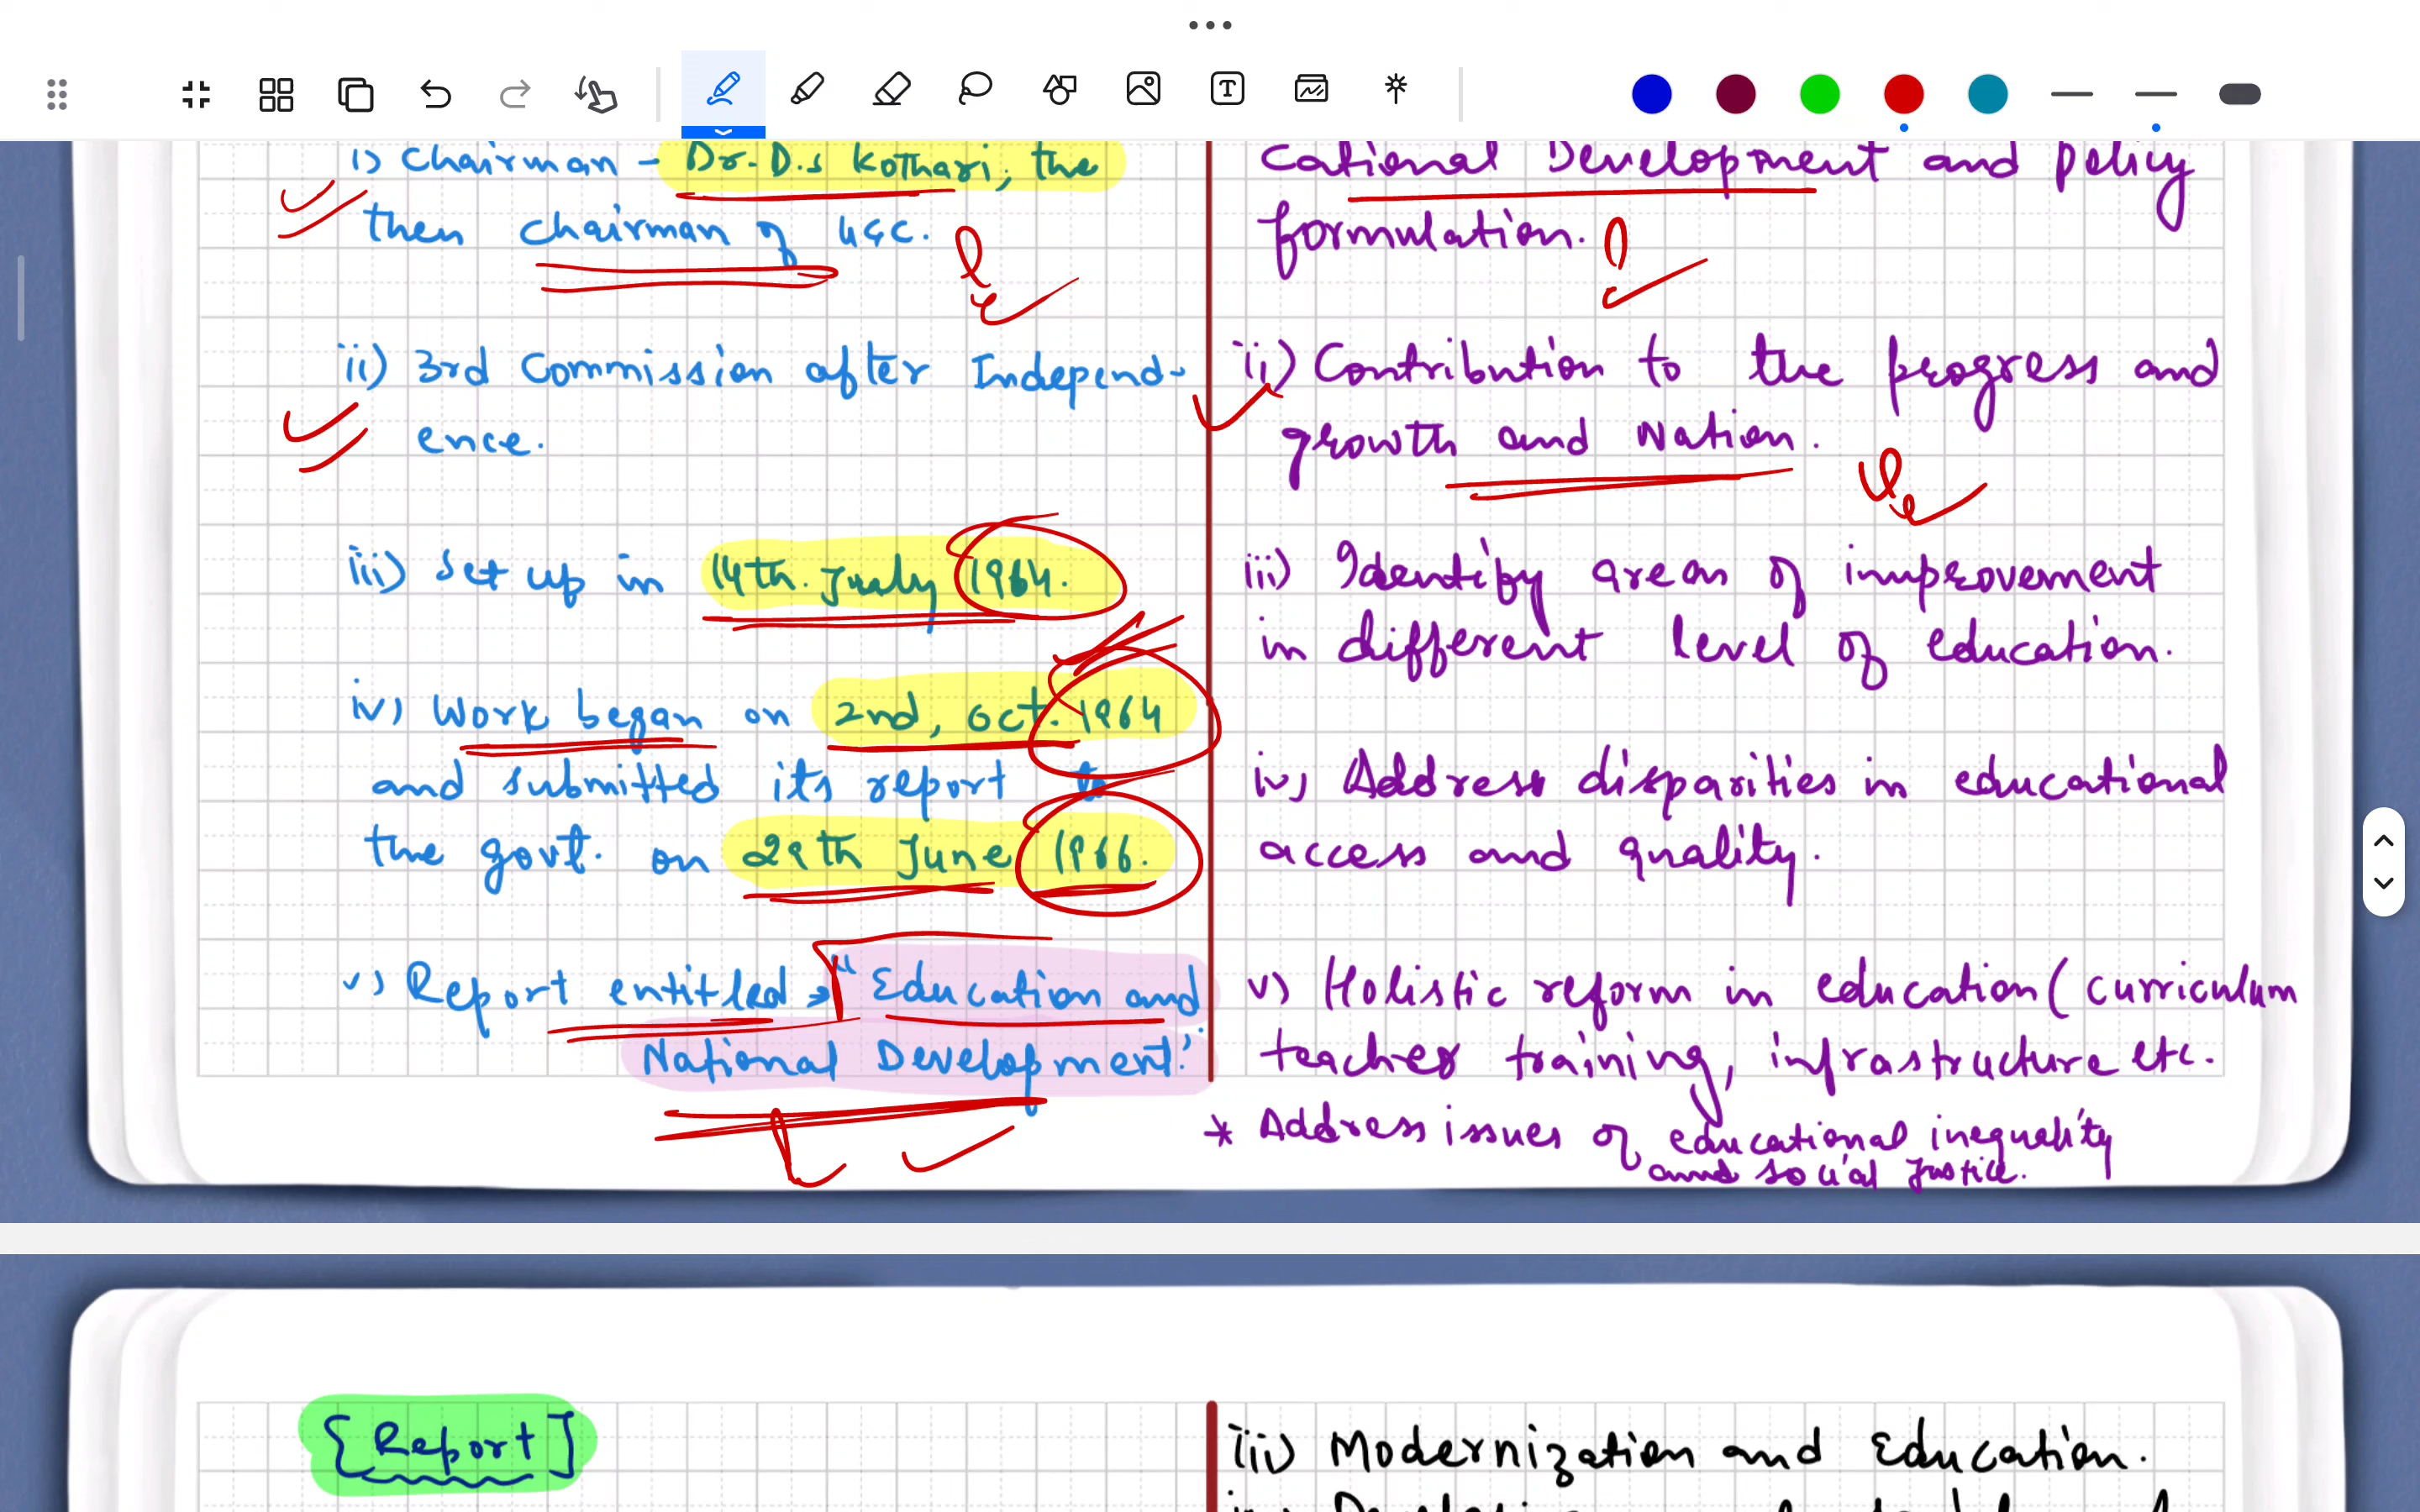 i) Chairman - Dr. D.s Kothari, the
then chairman of UGC.
ii) 3rd Commission after Independ-
ence.
iii) Set up in 14th. July 1964.
iv) Work began on 2nd, Oct. 1964
and submitted its report to
the govt. on 29th June 1966.
v) Report entitled → "Education and
National Development".
cational Development and policy
formulation.
ii) Contribution to the progress and
growth and Nation.
iii) Identify areas of improvement
in different level of education.
iv) Address disparities in educational
access and quality.
v) Holistic reform in education (curriculum
teacher training, infrastructure etc.
* Address issues of educational inequality
and social justice.
{Report]
iii) Modernization and Education.